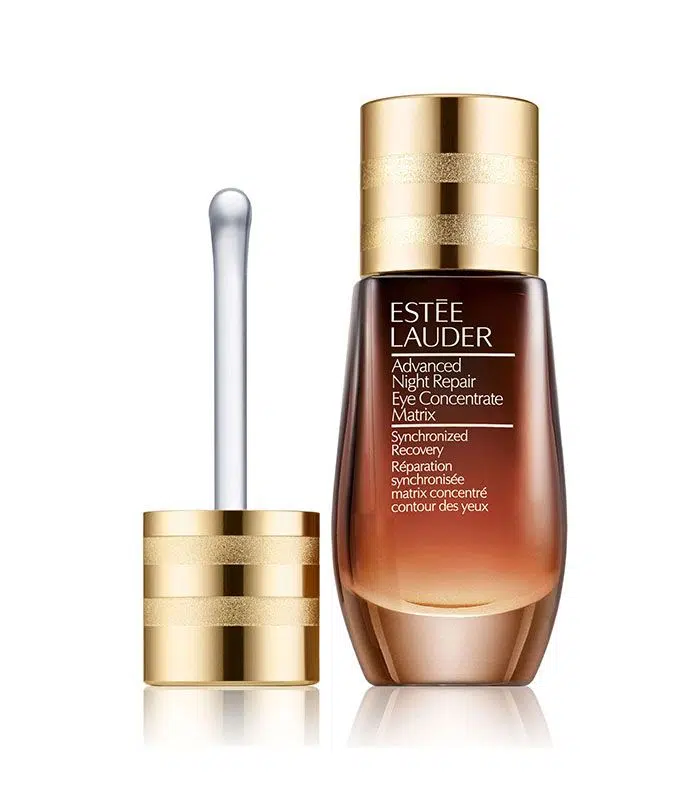 ESTĒE
LAUDER
Advanced
Night Repair
Eye Concentrate
Matrix
Synchronized
Recovery
Réparation
synchronisée
matrix concentré
contour des yeux